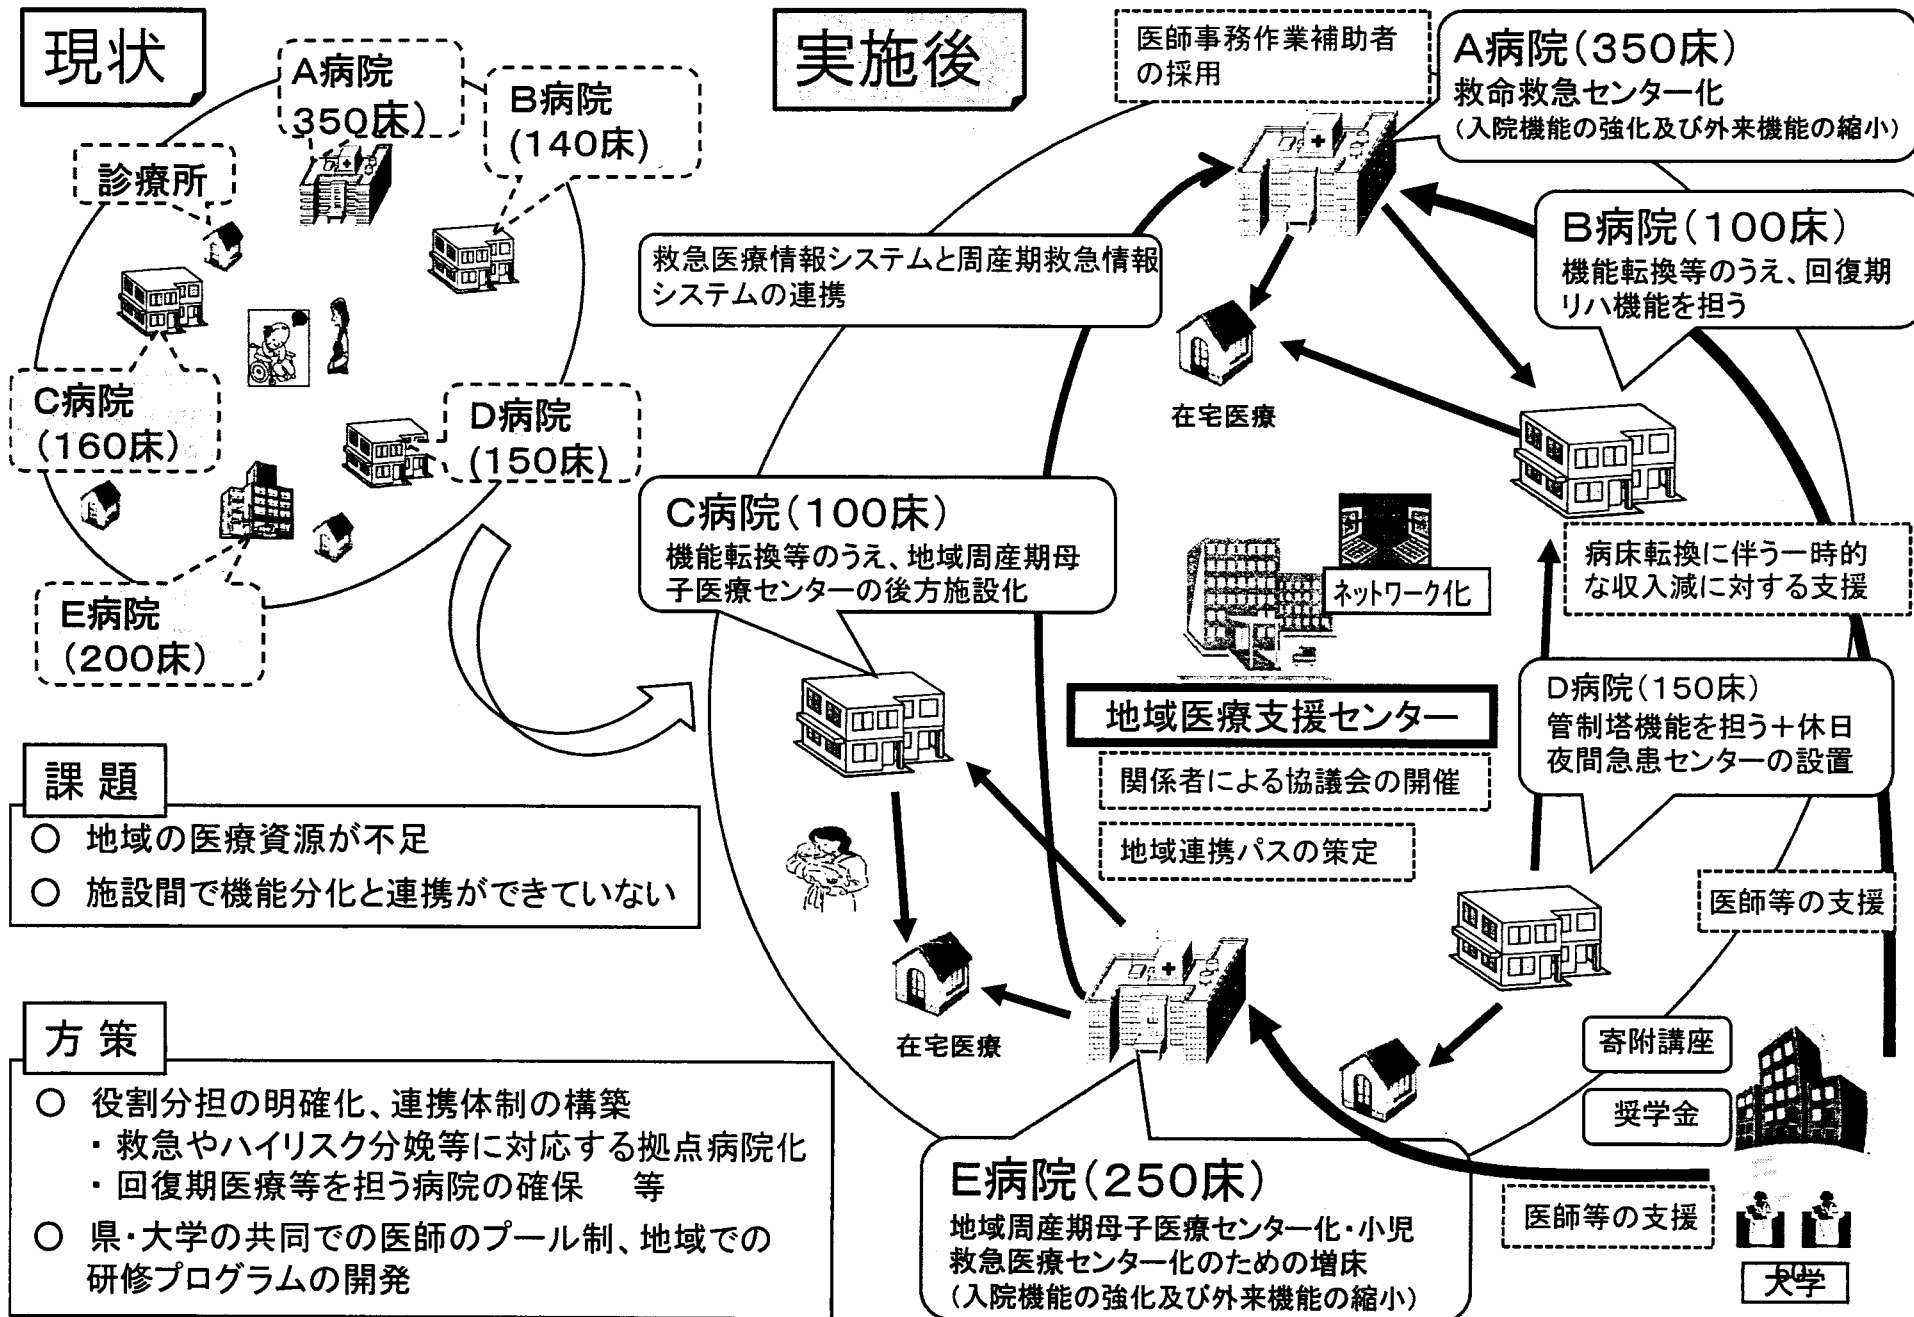 現状
A病院
350床)
B病院
(140床)
診療所
C病院
(160床)
D病院
(150床)
E病院
(200床)
課題
○ 地域の医療資源が不足
○ 施設間で機能分化と連携ができていない
方策
○ 役割分担の明確化、連携体制の構築
・救急やハイリスク分娩等に対応する拠点病院化
・回復期医療等を担う病院の確保 等
○ 県・大学の共同での医師のプール制、地域での
研修プログラムの開発
実施後
医師事務作業補助者
の採用
A病院(350床)
救命救急センター化
(入院機能の強化及び外来機能の縮小)
救急医療情報システムと周産期救急情報
システムの連携
B病院(100床)
機能転換等のうえ、回復期
リハ機能を担う
在宅医療
C病院(100床)
機能転換等のうえ、地域周産期母
子医療センターの後方施設化
ネットワーク化
病床転換に伴う一時的
な収入減に対する支援
地域医療支援センター
関係者による協議会の開催
地域連携パスの策定
D病院(150床)
管制塔機能を担う+休日
夜間急患センターの設置
医師等の支援
在宅医療
寄附講座
奨学金
E病院(250床)
地域周産期母子医療センター化・小児
救急医療センター化のための増床
(入院機能の強化及び外来機能の縮小)
医師等の支援
大学